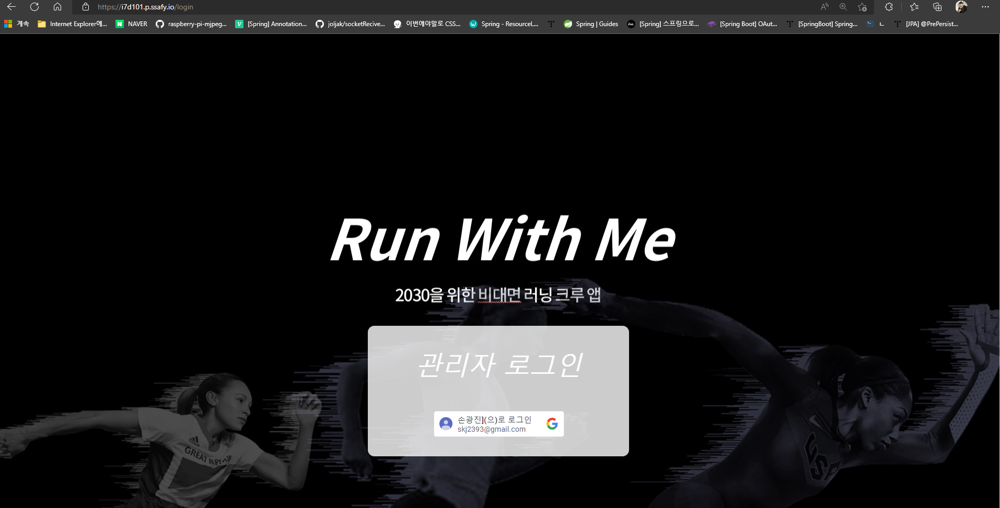 https://i7d101.p.ssafy.io/login
계속 Internet Explorer에... NAVER raspberry-pi-mjpeg... [Spring] Annotation... joljak/socketRecive... 이번에야말로 CSS... Spring - ResourceL... Spring | Guides [Spring] 스프링으로... [Spring Boot] OAut... [SpringBoot] Spring... ㄴ [JPA] @PrePersist...
Run With Me
2030을 위한 비대면 러닝 크루 앱
관리자 로그인
손광진](으)로 로그인
skj2393@gmail.com
GREAT BRITAIN
USA